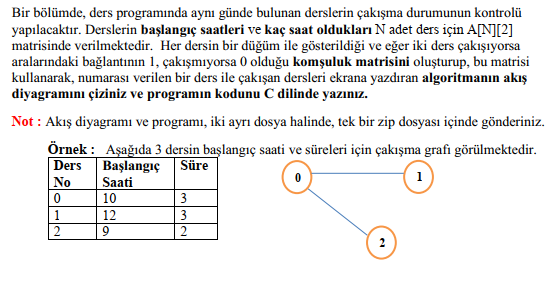 Bir bölümde, ders programında aynı günde bulunan derslerin çakışma durumunun kontrolü
yapılacaktır. Derslerin başlangıç saatleri ve kaç saat oldukları N adet ders için A[N][2]
matrisinde verilmektedir. Her dersin bir düğüm ile gösterildiği ve eğer iki ders çakışıyorsa
aralarındaki bağlantının 1, çakışmıyorsa 0 olduğu komşuluk matrisini oluşturup, bu matrisi
kullanarak, numarası verilen bir ders ile çakışan dersleri ekrana yazdıran algoritmanın akış
diyagramını çiziniz ve programın kodunu C dilinde yazınız.
Not : Akış diyagramı ve programı, iki ayrı dosya halinde, tek bir zip dosyası içinde gönderiniz.
Örnek : Aşağıda 3 dersin başlangıç saati ve süreleri için çakışma grafı görülmektedir.
Ders No Başlangıç Saati Süre
0 10 3
1 12 3
2 9 2
0 1
2